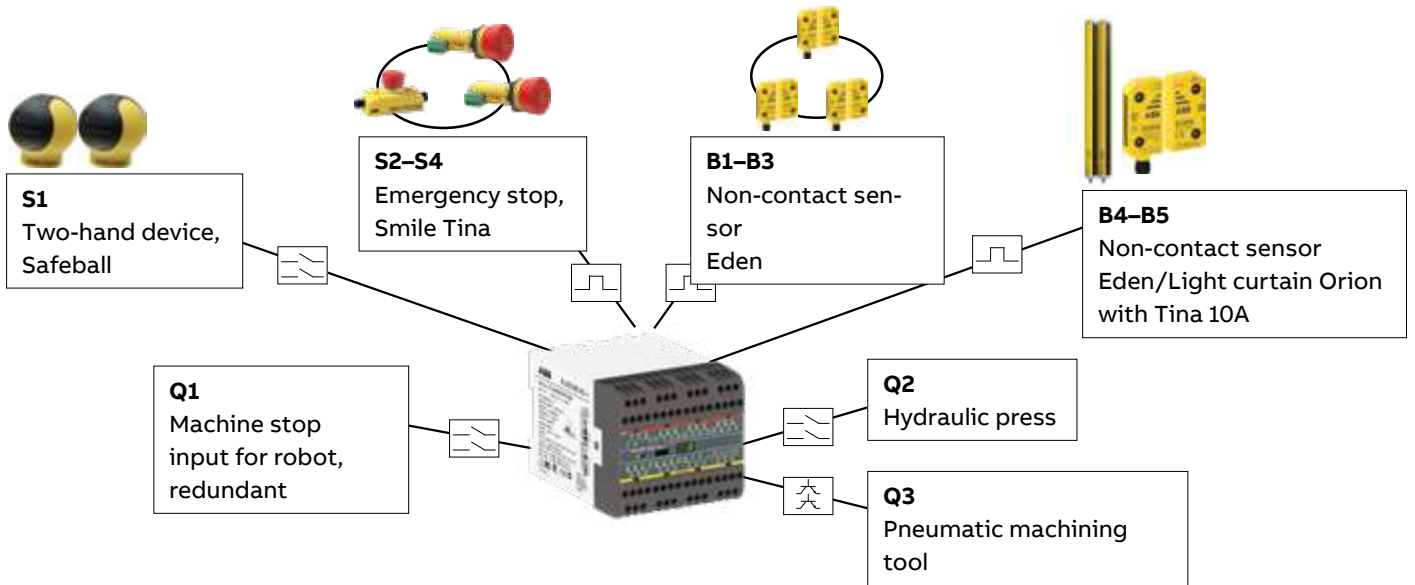 S1
Two-hand device,
Safeball
S2–S4
Emergency stop,
Smile Tina
B1–B3
Non-contact sen-
sor
Eden
B4–B5
Non-contact sensor
Eden/Light curtain Orion
with Tina 10A
Q1
Machine stop
input for robot,
redundant
ABB
Q2
Hydraulic press
Q3
Pneumatic machining
tool